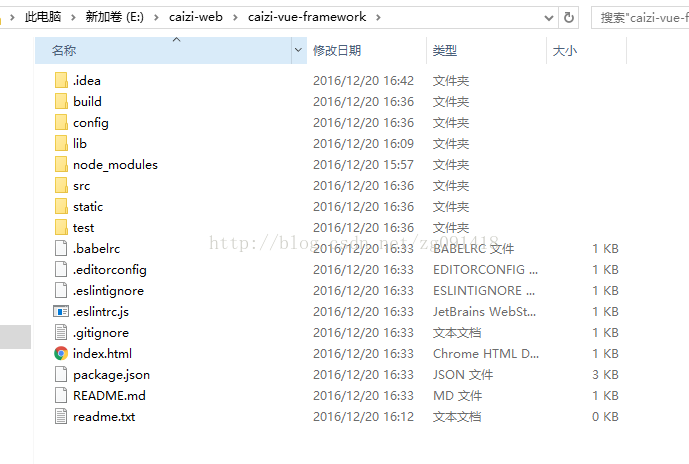 此电脑 > 新加卷 (E:) > caizi-web > caizi-vue-framework >
搜索"caizi-vue-f
名称 修改日期 类型 大小
.idea 2016/12/20 16:42 文件夹
build 2016/12/20 16:36 文件夹
config 2016/12/20 16:36 文件夹
lib 2016/12/20 16:09 文件夹
node_modules 2016/12/20 15:57 文件夹
src 2016/12/20 16:36 文件夹
static 2016/12/20 16:36 文件夹
test 2016/12/20 16:36 文件夹
http://blog.csdn.net/zg091418
.babelrc 2016/12/20 16:33 BABELRC 文件 1 KB
.editorconfig 2016/12/20 16:33 EDITORCONFIG ... 1 KB
.eslintignore 2016/12/20 16:33 ESLINTIGNORE ... 1 KB
.eslintrc.js 2016/12/20 16:33 JetBrains WebSt... 1 KB
.gitignore 2016/12/20 16:33 文本文档 1 KB
index.html 2016/12/20 16:33 Chrome HTML D... 1 KB
package.json 2016/12/20 16:33 JSON 文件 3 KB
README.md 2016/12/20 16:33 MD 文件 1 KB
readme.txt 2016/12/20 16:12 文本文档 0 KB